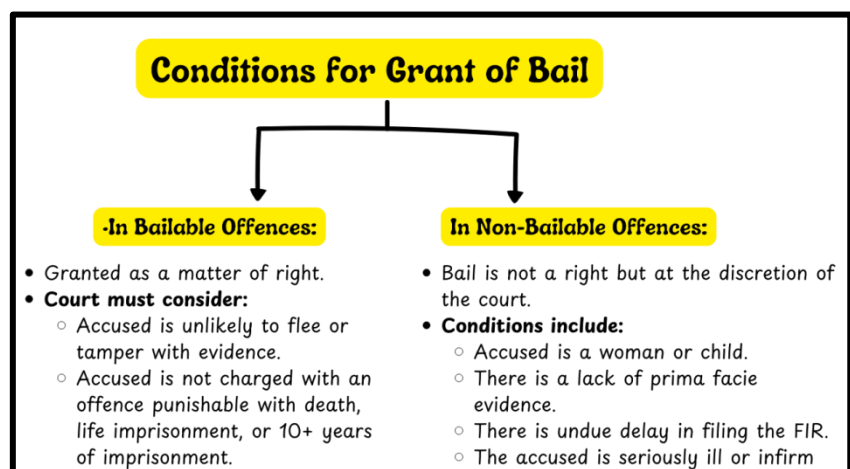 Conditions for Grant of Bail
-In Bailable Offences:
• Granted as a matter of right.
• Court must consider:
○ Accused is unlikely to flee or
tamper with evidence.
○ Accused is not charged with an
offence punishable with death,
life imprisonment, or 10+ years
of imprisonment.
In Non-Bailable Offences:
• Bail is not a right but at the discretion of
the court.
• Conditions include:
○ Accused is a woman or child.
○ There is a lack of prima facie
evidence.
○ There is undue delay in filing the FIR.
○ The accused is seriously ill or infirm